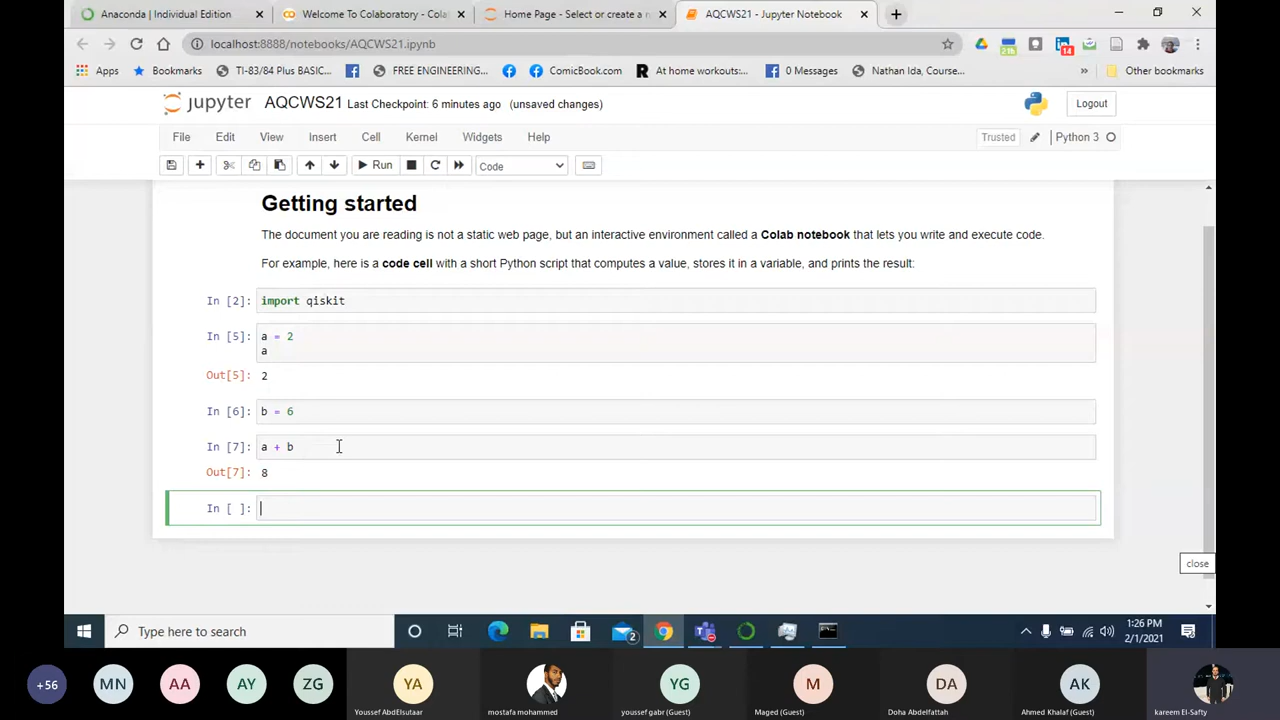 Anaconda | Individual Edition
Welcome To Colaboratory - Cola
Home Page - Select or create a n
AQCWS21 - Jupyter Notebook
localhost:8888/notebooks/AQCWS21.ipynb
21h
14
Apps
Bookmarks
TI-83/84 Plus BASIC...
FREE ENGINEERING...
ComicBook.com
At home workouts:...
0 Messages
Nathan Ida, Course...
»
Other bookmarks
jupyter
AQCWS21
Last Checkpoint: 6 minutes ago
(unsaved changes)
Logout
File
Edit
View
Insert
Cell
Kernel
Widgets
Help
Trusted
Python 3
Run
Code
Getting started
The document you are reading is not a static web page, but an interactive environment called a Colab notebook that lets you write and execute code.
For example, here is a code cell with a short Python script that computes a value, stores it in a variable, and prints the result:
In [2]: import qiskit
In [5]: a = 2
a
Out[5]: 2
In [6]: b = 6
In [7]: a + b
Out[7]: 8
In [ ]:
close
Type here to search
2
1:26 PM
2/1/2021
+56
MN
AA
AY
ZG
YA
Youssef AbdElsutaar
mostafa mohammed
YG
youssef gabr (Guest)
M
Maged (Guest)
DA
Doha Abdelfattah
AK
Ahmed Khalaf (Guest)
kareem El-Safty